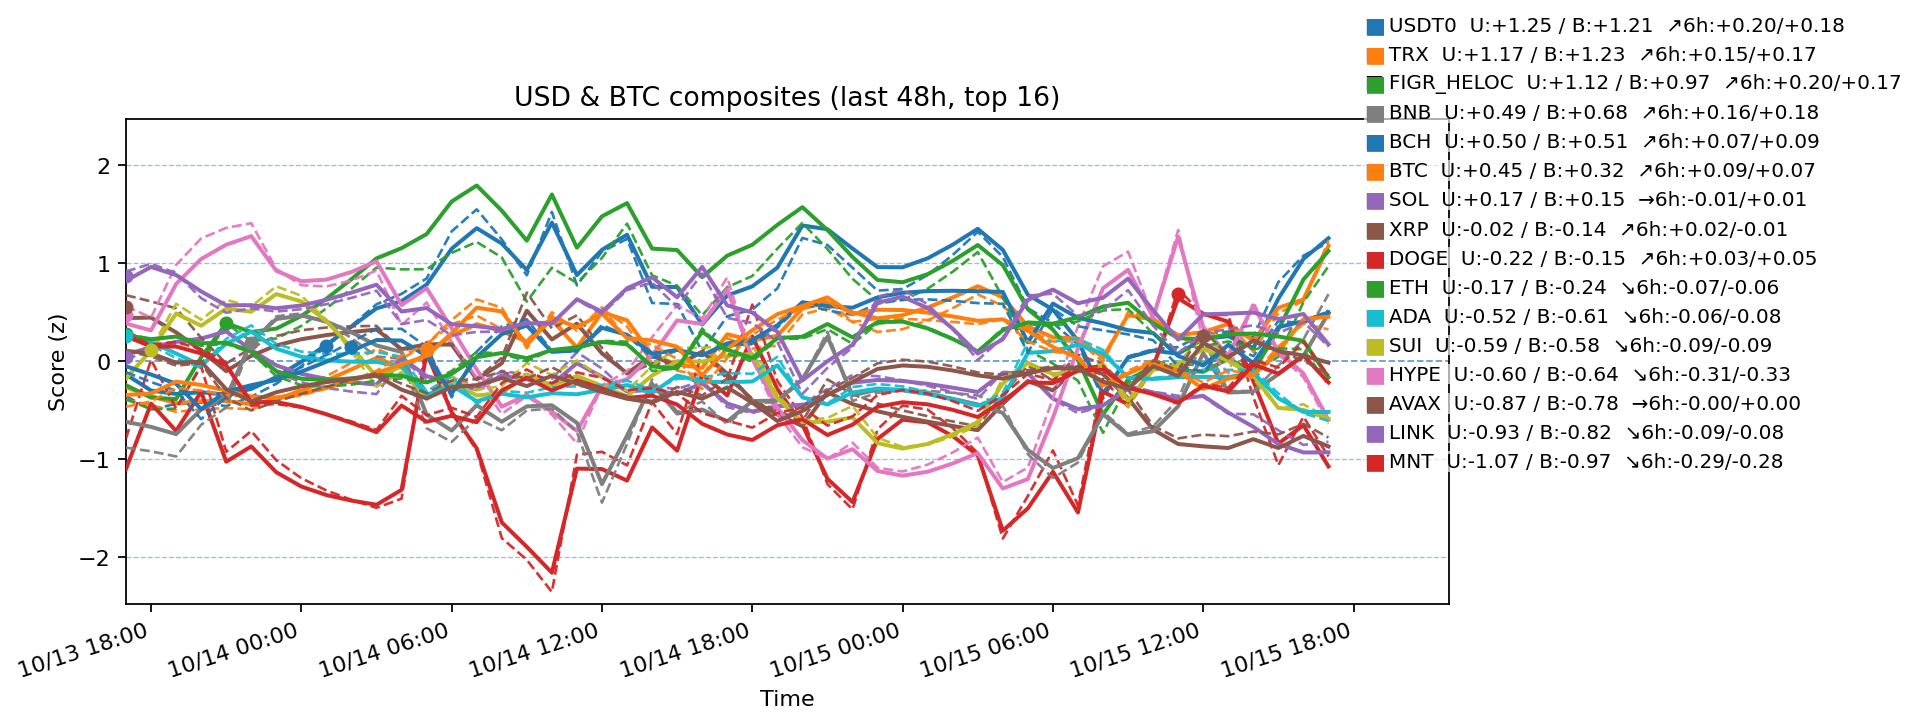 USDT0 U:+1.25 / B:+1.21 ↗6h:+0.20/+0.18
TRX U:+1.17 / B:+1.23 ↗6h:+0.15/+0.17
FIGR_HELOC U:+1.12 / B:+0.97 ↗6h:+0.20/+0.17
BNB U:+0.49 / B:+0.68 ↗6h:+0.16/+0.18
BCH U:+0.50 / B:+0.51 ↗6h:+0.07/+0.09
BTC U:+0.45 / B:+0.32 ↗6h:+0.09/+0.07
SOL U:+0.17 / B:+0.15 →6h:-0.01/+0.01
XRP U:-0.02 / B:-0.14 ↗6h:+0.02/-0.01
DOGE U:-0.22 / B:-0.15 ↗6h:+0.03/+0.05
ETH U:-0.17 / B:-0.24 ↘6h:-0.07/-0.06
ADA U:-0.52 / B:-0.61 ↘6h:-0.06/-0.08
SUI U:-0.59 / B:-0.58 ↘6h:-0.09/-0.09
HYPE U:-0.60 / B:-0.64 ↘6h:-0.31/-0.33
AVAX U:-0.87 / B:-0.78 →6h:-0.00/+0.00
LINK U:-0.93 / B:-0.82 ↘6h:-0.09/-0.08
MNT U:-1.07 / B:-0.97 ↘6h:-0.29/-0.28
USD & BTC composites (last 48h, top 16)
Score (z)
2
1
0
−1
−2
10/13 18:00
10/14 00:00
10/14 06:00
10/14 12:00
10/14 18:00
10/15 00:00
10/15 06:00
10/15 12:00
10/15 18:00
Time